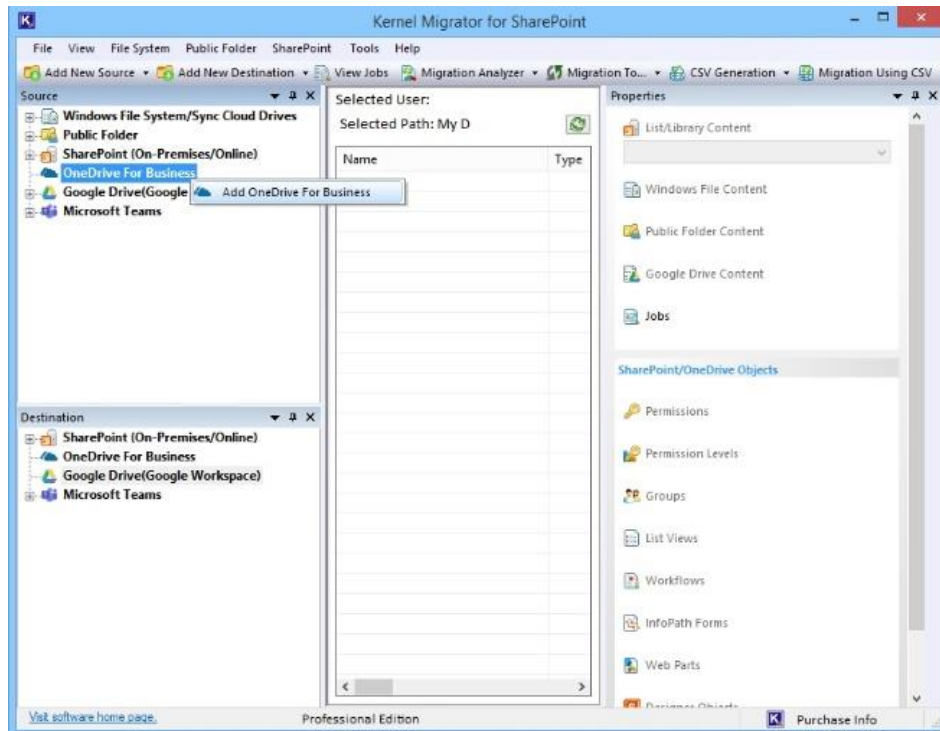 Kernel Migrator for SharePoint
File View File System Public Folder SharePoint Tools Help
Add New Source Add New Destination View Jobs Migration Analyzer Migration To... CSV Generation Migration Using CSV
Source
Windows File System/Sync Cloud Drives
Public Folder
SharePoint (On-Premises/Online)
OneDrive For Business
Google Drive(Google
Add OneDrive For Business
Microsoft Teams
Selected User:
Selected Path: My D
Name Type
Properties
List/Library Content
Windows File Content
Public Folder Content
Google Drive Content
Jobs
SharePoint/OneDrive Objects
Permissions
Permission Levels
Groups
List Views
Workflows
InfoPath Forms
Web Parts
Destination
SharePoint (On-Premises/Online)
OneDrive For Business
Google Drive(Google Workspace)
Microsoft Teams
Visit software home page.
Professional Edition
Purchase Info